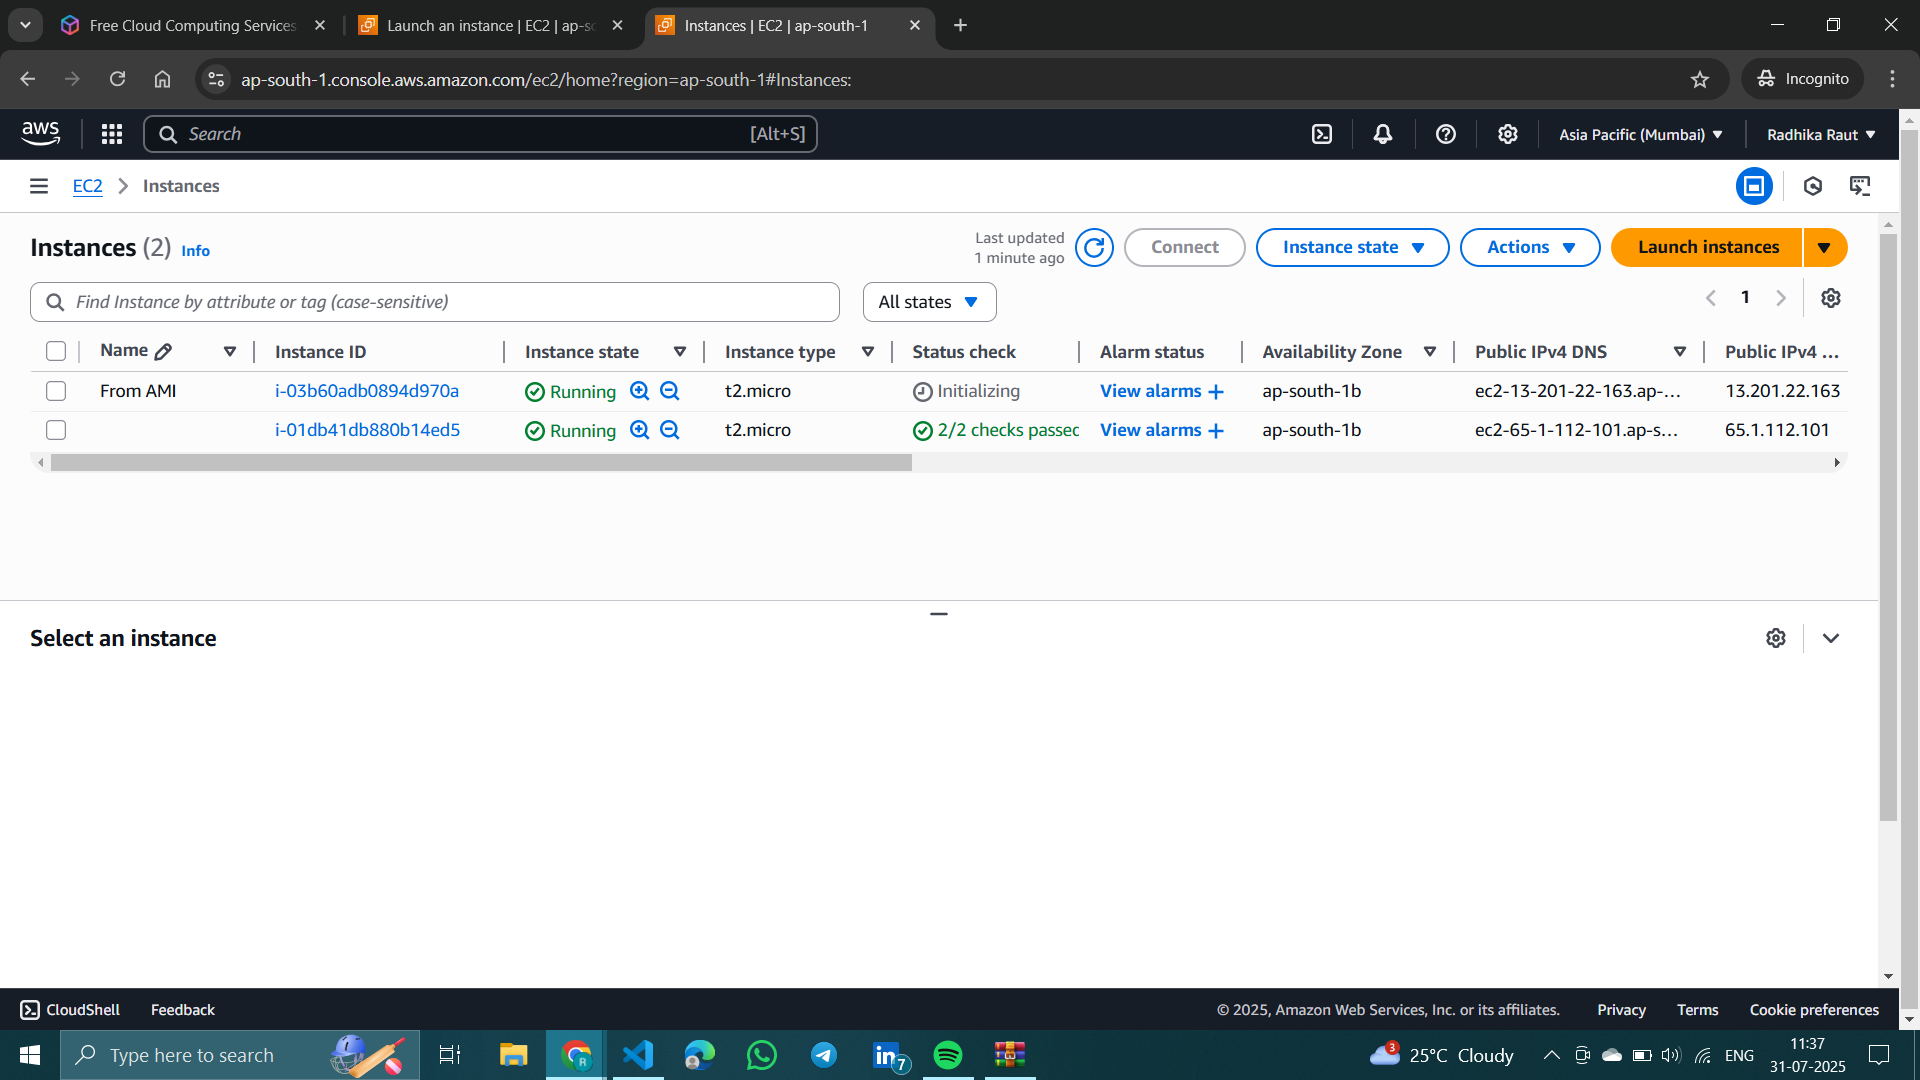 Free Cloud Computing Services
Launch an instance | EC2 | ap-sc
Instances | EC2 | ap-south-1
ap-south-1.console.aws.amazon.com/ec2/home?region=ap-south-1#Instances:
Incognito
aws
Search
[Alt+S]
Asia Pacific (Mumbai)
Radhika Raut
EC2
Instances
Instances (2) Info
Last updated
1 minute ago
Connect
Instance state
Actions
Launch instances
Find Instance by attribute or tag (case-sensitive)
All states
1
Name Instance ID Instance state Instance type Status check Alarm status Availability Zone Public IPv4 DNS Public IPv4 ...
From AMI i-03b60adb0894d970a Running t2.micro Initializing View alarms + ap-south-1b ec2-13-201-22-163.ap-... 13.201.22.163
i-01db41db880b14ed5 Running t2.micro 2/2 checks passed View alarms + ap-south-1b ec2-65-1-112-101.ap-s... 65.1.112.101
Select an instance
CloudShell
Feedback
© 2025, Amazon Web Services, Inc. or its affiliates.
Privacy
Terms
Cookie preferences
Type here to search
R
7
3
25°C Cloudy
ENG
11:37
31-07-2025